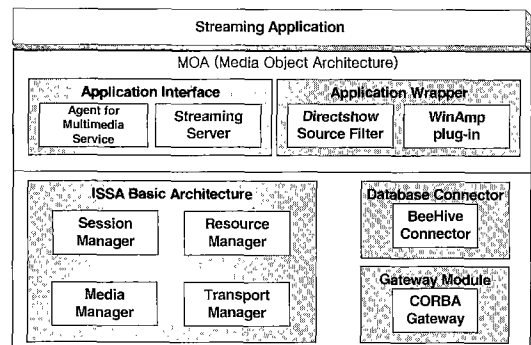 Streaming Application
MOA (Media Object Architecture)
Application Interface
Agent for
Multimedia
Service
Streaming
Server
Application Wrapper
Directshow
Source Filter
WinAmp
plug-in
ISSA Basic Architecture
Session
Manager
Resource
Manager
Media
Manager
Transport
Manager
Database Connector
BeeHive
Connector
Gateway Module
CORBA
Gateway